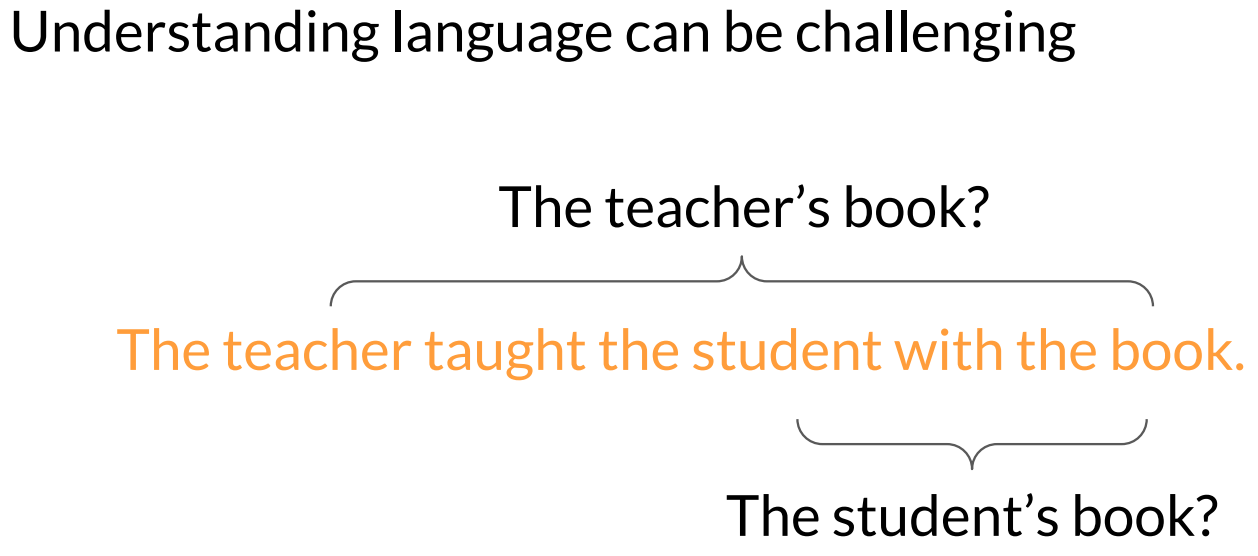 Understanding language can be challenging
The teacher’s book?
The teacher taught the student with the book.
The student’s book?